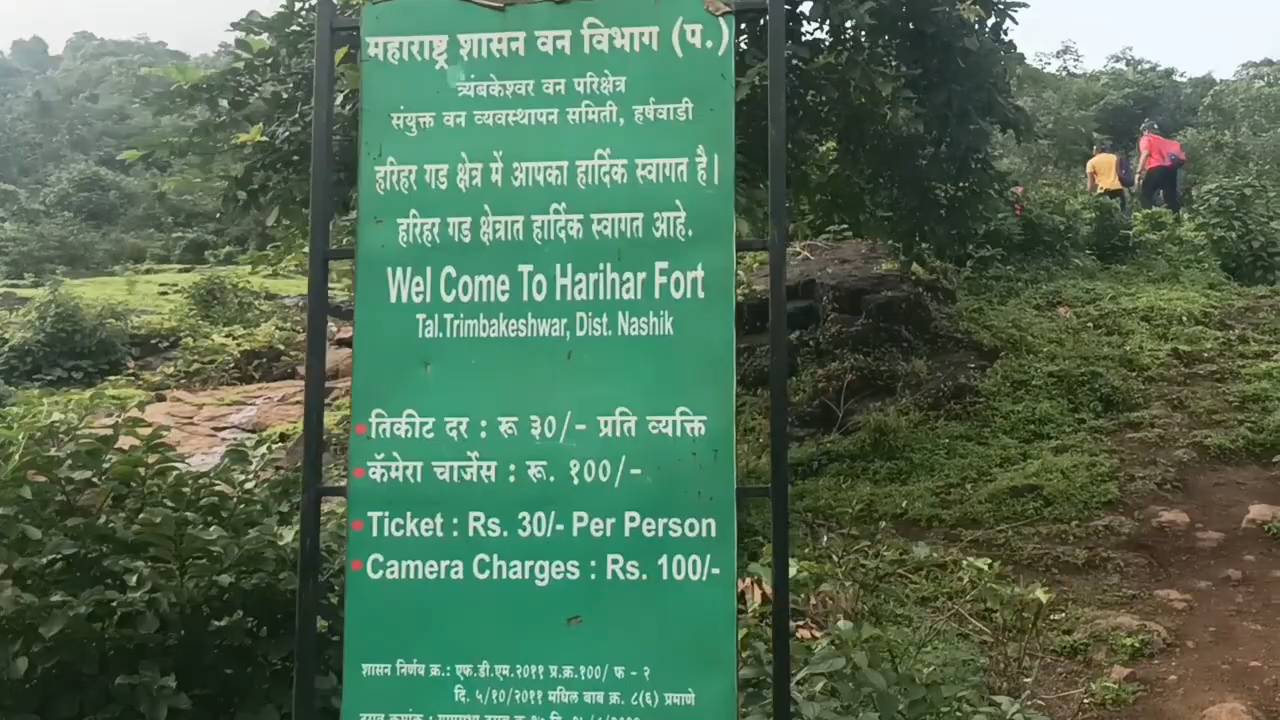 महाराष्ट्र शासन वन विभाग (प.)
त्र्यंबकेश्वर वन परिक्षेत्र
संयुक्त वन व्यवस्थापन समिती, हर्षवाडी
हरिहर गड क्षेत्र में आपका हार्दिक स्वागत है।
हरिहर गड क्षेत्रात हार्दिक स्वागत आहे.
Wel Come To Harihar Fort
Tal.Trimbakeshwar, Dist. Nashik
तिकीट दर : रू ३०/- प्रति व्यक्ति
कॅमेरा चार्जेस : रू. १००/-
Ticket : Rs. 30/- Per Person
Camera Charges : Rs. 100/-
शासन निर्णय क्र.: एफ.डी.एम.२०११ प्र.क्र.१००/ फ - २
दि. ५/१०/२०११ मधिल बाब क्र. ८(६) प्रमाणे